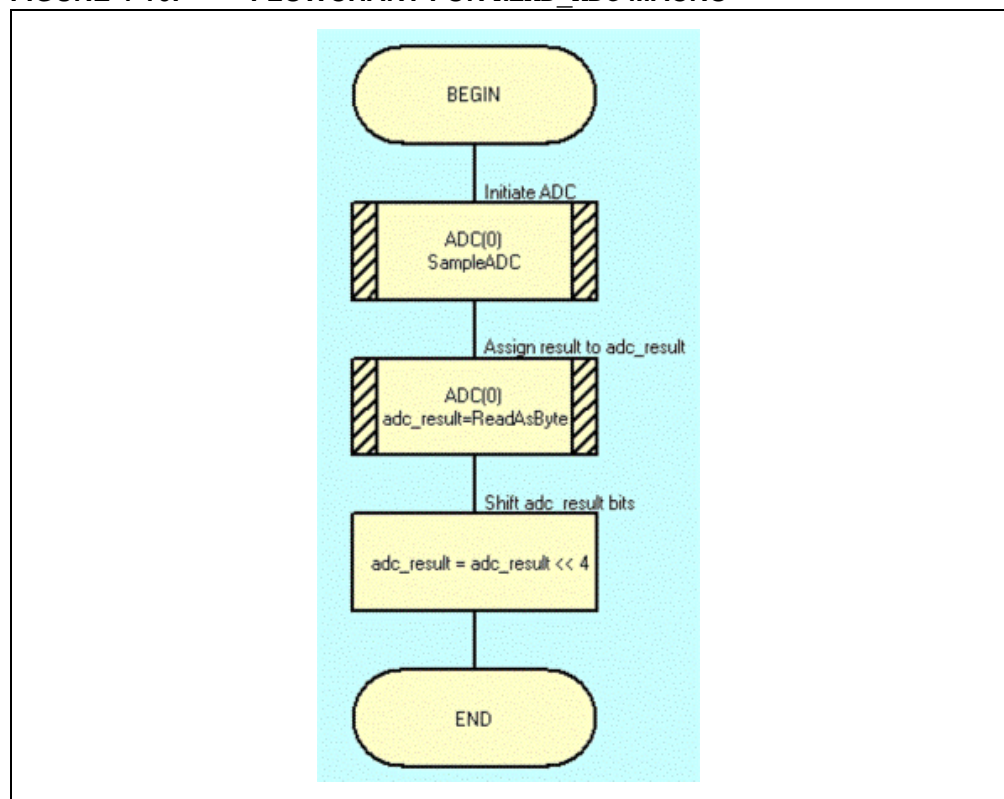 BEGIN
Initiate ADC
ADC(0)
SampleADC
Assign result to adc_result
ADC(0)
adc_result=ReadAsByte
Shift adc_result bits
adc_result = adc_result << 4
END